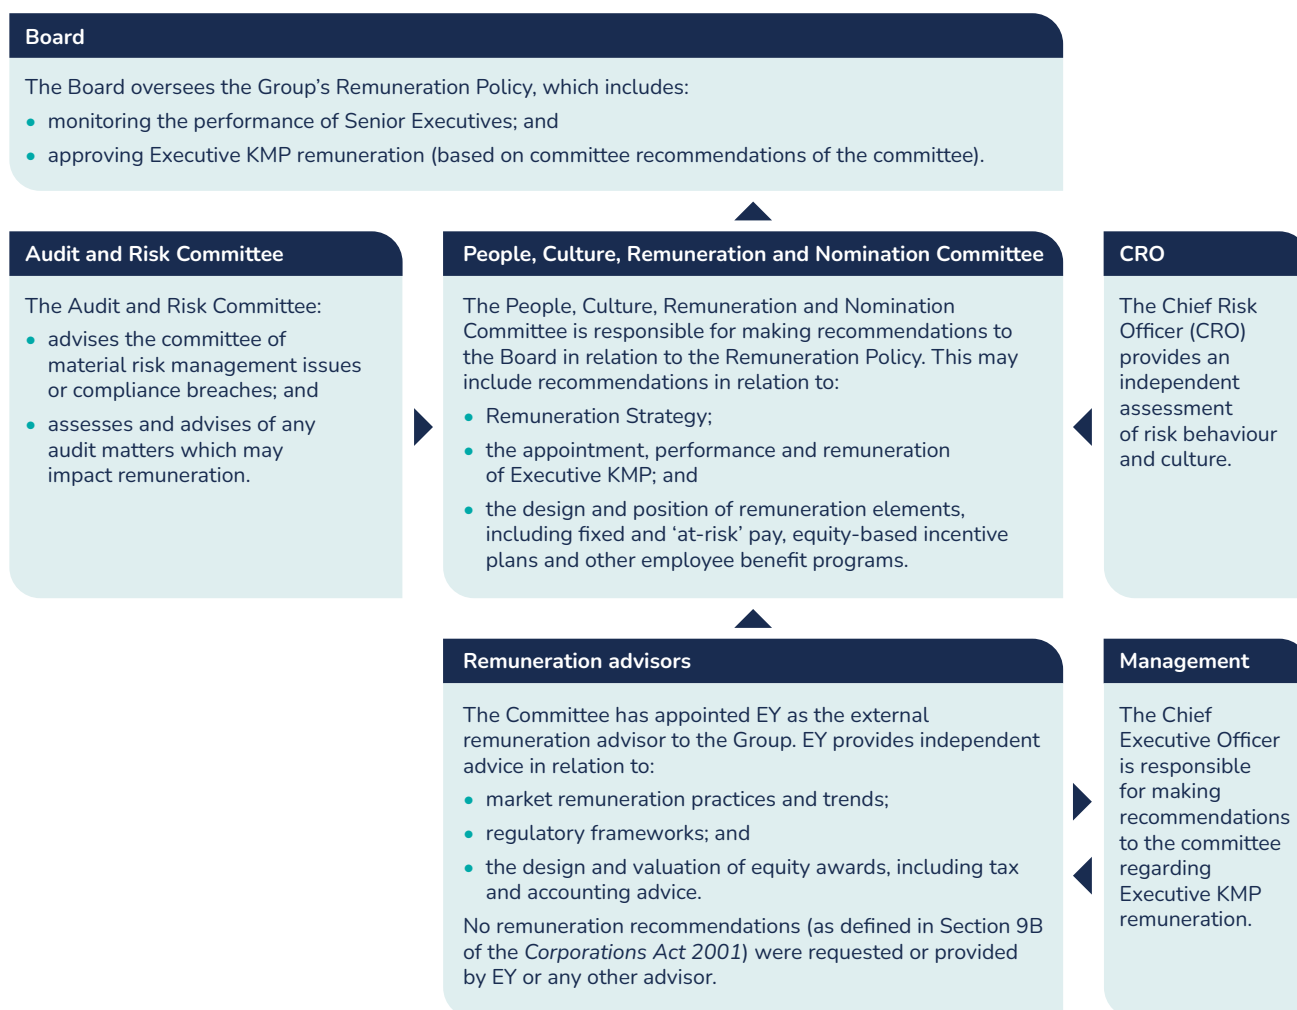 Board
The Board oversees the Group's Remuneration Policy, which includes:
• monitoring the performance of Senior Executives; and
• approving Executive KMP remuneration (based on committee recommendations of the committee).
Audit and Risk Committee
The Audit and Risk Committee:
• advises the committee of
material risk management issues
or compliance breaches; and
• assesses and advises of any
audit matters which may
impact remuneration.
People, Culture, Remuneration and Nomination Committee
The People, Culture, Remuneration and Nomination
Committee is responsible for making recommendations to
the Board in relation to the Remuneration Policy. This may
include recommendations in relation to:
• Remuneration Strategy;
• the appointment, performance and remuneration
of Executive KMP; and
• the design and position of remuneration elements,
including fixed and ‘at-risk’ pay, equity-based incentive
plans and other employee benefit programs.
CRO
The Chief Risk
Officer (CRO)
provides an
independent
assessment
of risk behaviour
and culture.
Remuneration advisors
The Committee has appointed EY as the external
remuneration advisor to the Group. EY provides independent
advice in relation to:
• market remuneration practices and trends;
• regulatory frameworks; and
• the design and valuation of equity awards, including tax
and accounting advice.
No remuneration recommendations (as defined in Section 9B
of the Corporations Act 2001) were requested or provided
by EY or any other advisor.
Management
The Chief
Executive Officer
is responsible
for making
recommendations
to the committee
regarding
Executive KMP
remuneration.